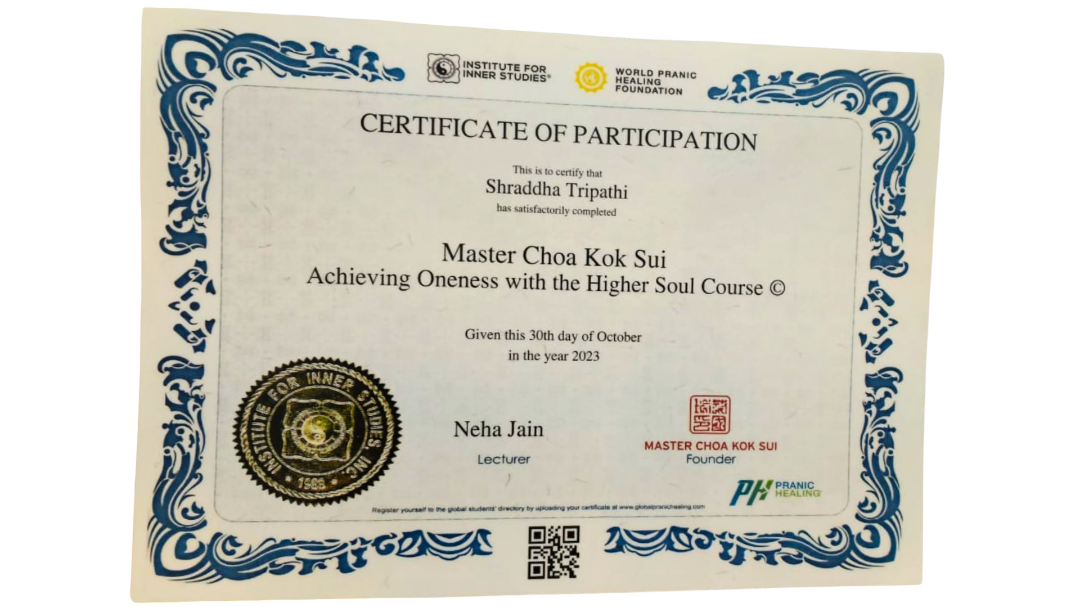 INSTITUTE FOR
INNER STUDIES®
WORLD PRANIC
HEALING
FOUNDATION
CERTIFICATE OF PARTICIPATION
This is to certify that
Shraddha Tripathi
has satisfactorily completed
Master Choa Kok Sui
Achieving Oneness with the Higher Soul Course ©
Given this 30th day of October
in the year 2023
INSTITUTE FOR INNER STUDIES INC.
Neha Jain
Lecturer
MASTER CHOA KOK SUI
Founder
PH PRANIC
HEALING
Register yourself to the global students' directory by uploading your certificate at www.globalpranichealing.com